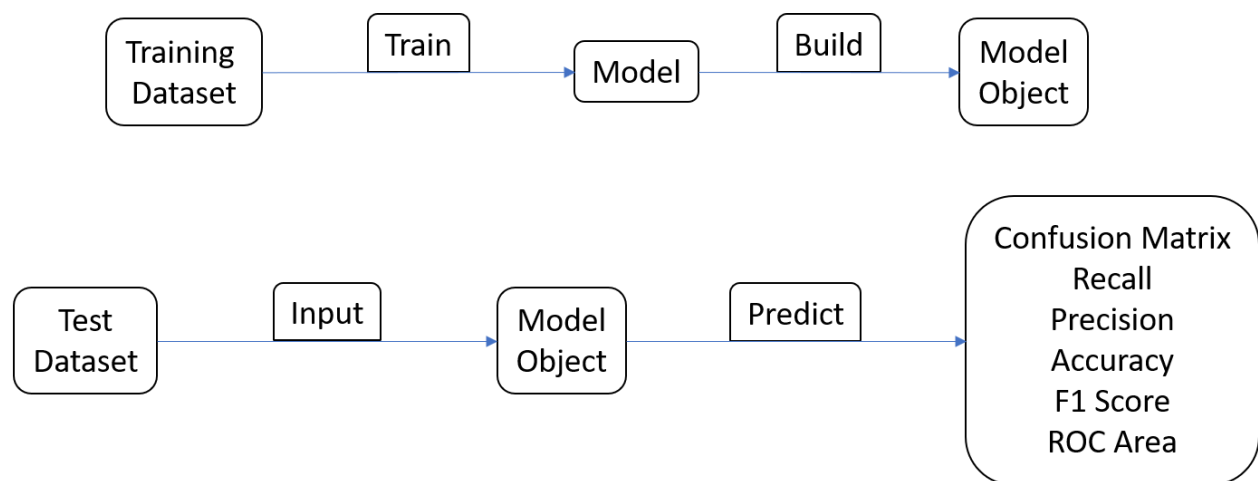 Training
Dataset
Train
Model
Build
Model
Object
Test
Dataset
Input
Model
Object
Predict
Confusion Matrix
Recall
Precision
Accuracy
F1 Score
ROC Area